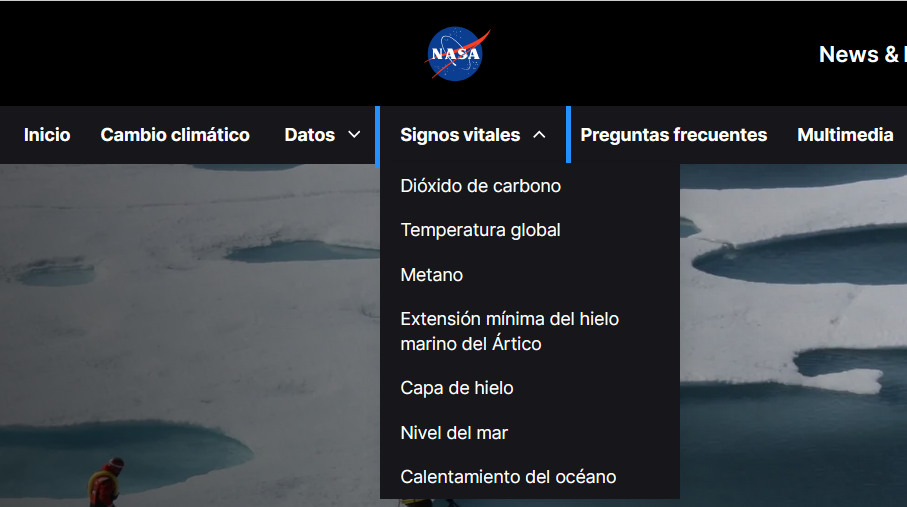 NASA
News &
Inicio Cambio climático Datos Signos vitales Preguntas frecuentes Multimedia
Dióxido de carbono
Temperatura global
Metano
Extensión mínima del hielo
marino del Ártico
Capa de hielo
Nivel del mar
Calentamiento del océano